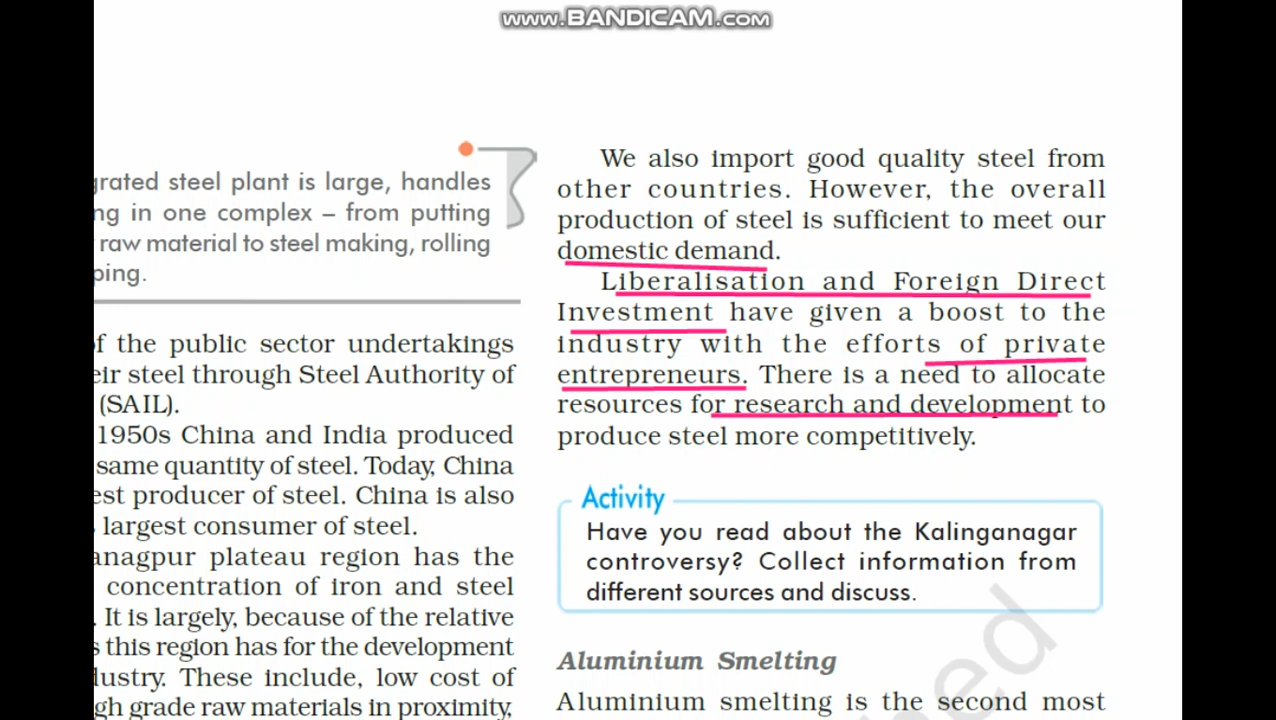 www.BANDICAM.com
grated steel plant is large, handles
ng in one complex – from putting
raw material to steel making, rolling
ping.
of the public sector undertakings
eir steel through Steel Authority of
(SAIL).
1950s China and India produced
same quantity of steel. Today, China
est producer of steel. China is also
largest consumer of steel.
anagpur plateau region has the
concentration of iron and steel
. It is largely, because of the relative
s this region has for the development
dustry. These include, low cost of
gh grade raw materials in proximity,
We also import good quality steel from
other countries. However, the overall
production of steel is sufficient to meet our
domestic demand.
Liberalisation and Foreign Direct
Investment have given a boost to the
industry with the efforts of private
entrepreneurs. There is a need to allocate
resources for research and development to
produce steel more competitively.
Activity
Have you read about the Kalinganagar
controversy? Collect information from
different sources and discuss.
Aluminium Smelting
Aluminium smelting is the second most